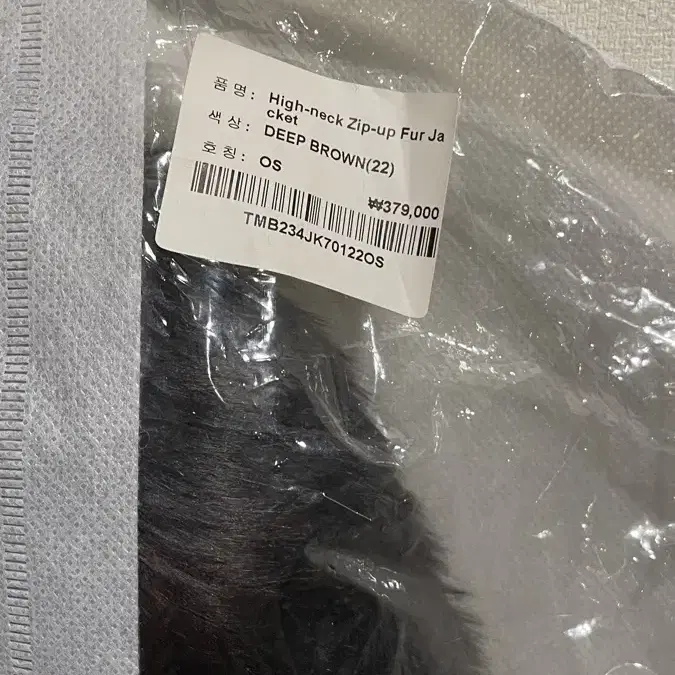 품 명 : High-neck Zip-up Fur Ja
cket
색 상 : DEEP BROWN(22)
호 칭 : OS
₩379,000
TMB234JK70122OS